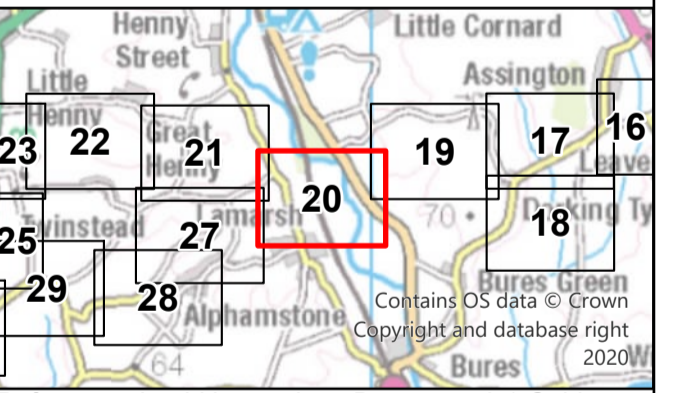 Henny
Street
Little Cornard
Little
Henny
Assington
23
22
Great
Henny
21
19
17
16
Leave
20
Twinstead
Lamarsh
70
Dorking Ty
25
27
18
29
28
Alphamstone
Bures Green
Contains OS data © Crown
Copyright and database right
2020
64
Bures